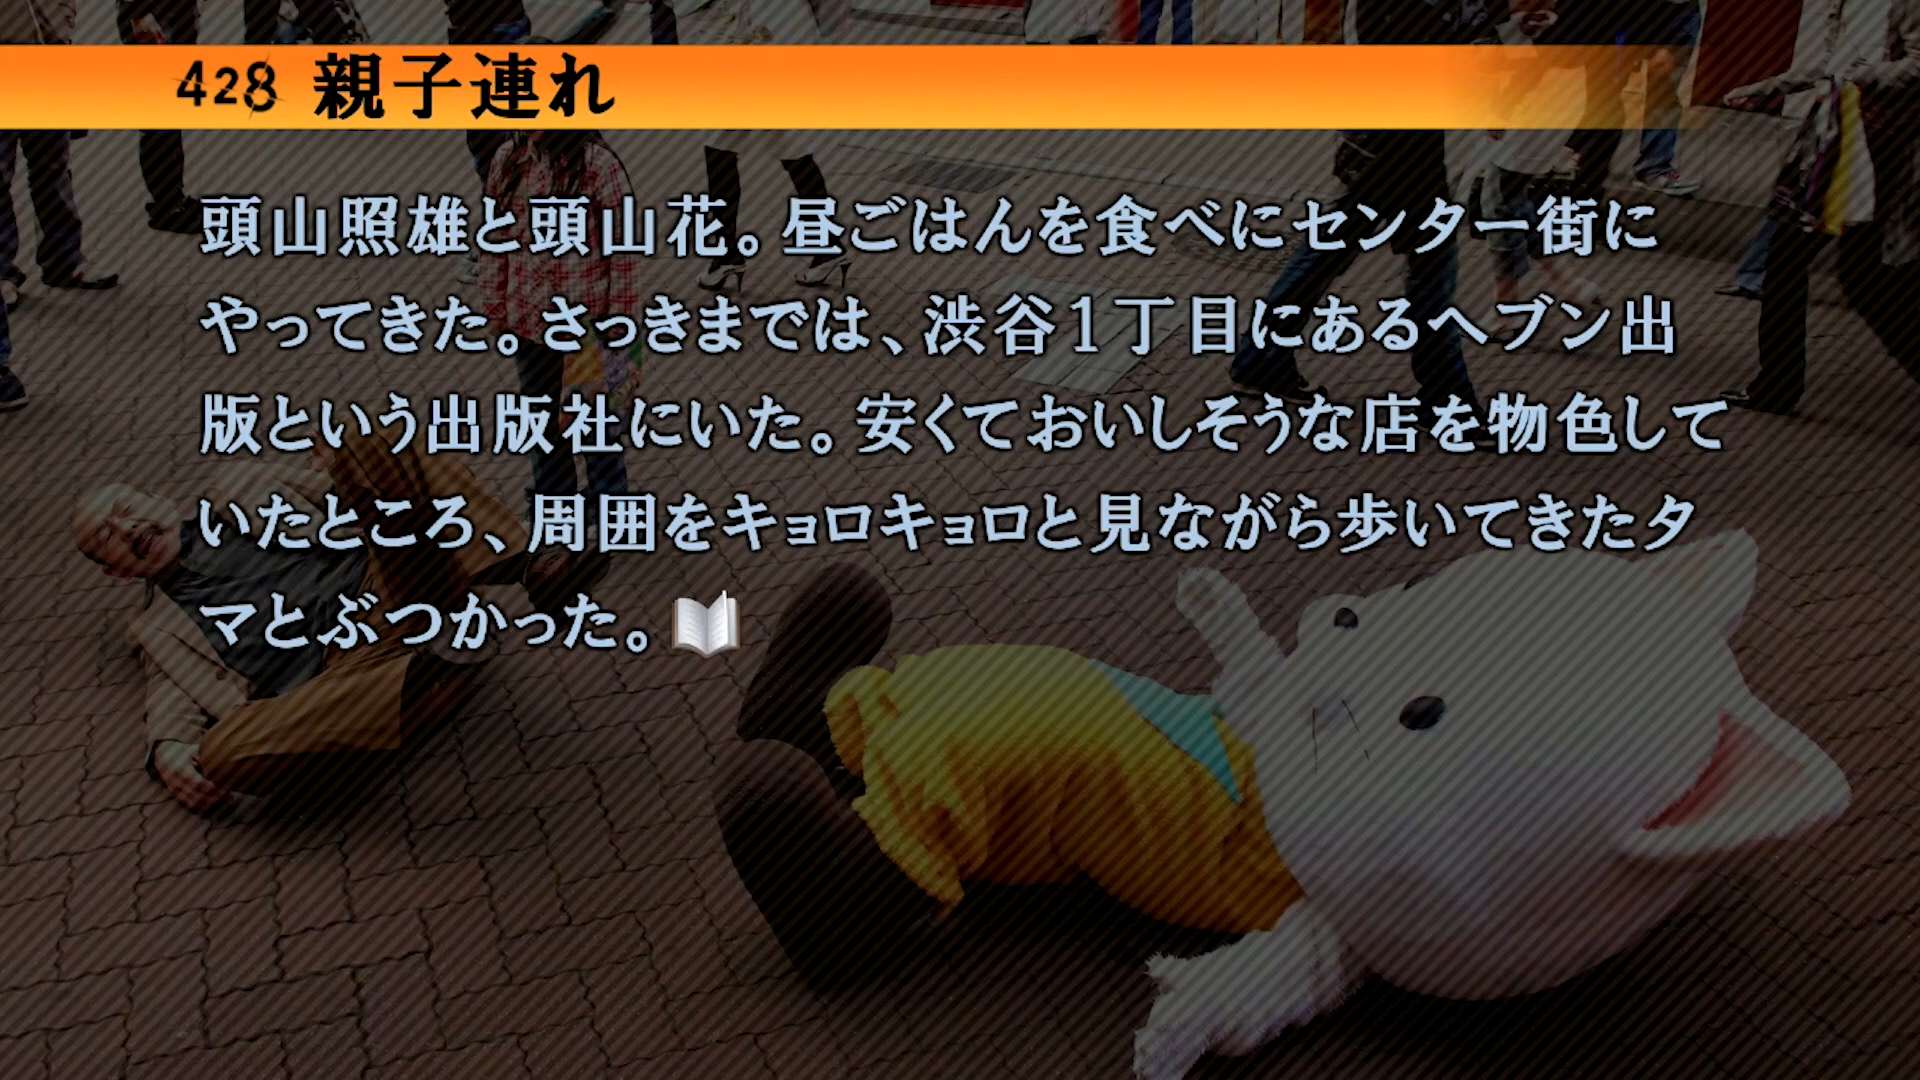 428 親子連れ
頭山照雄と頭山花。昼ごはんを食べにセンター街に
やってきた。さっきまでは、渋谷１丁目にあるヘブン出
版という出版社にいた。安くておいしそうな店を物色して
いたところ、周囲をキョロキョロと見ながら歩いてきたタ
マとぶつかった。